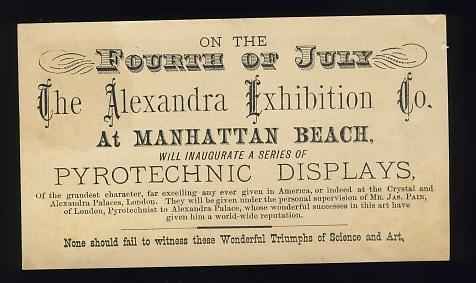 ON THE
FOURTH OF JULY
The Alexandra Exhibition Co.
At MANHATTAN BEACH,
WILL INAUGURATE A SERIES OF
PYROTECHNIC DISPLAYS,
Of the grandest character, far excelling any ever given in America, or indeed at the Crystal and
Alexandra Palaces, London. They will be given under the personal supervision of MR. JAS. PAIN,
of London, Pyrotechnist to Alexandra Palace, whose wonderful successes in this art have
given him a world-wide reputation.
None should fail to witness these Wonderful Triumphs of Science and Art.